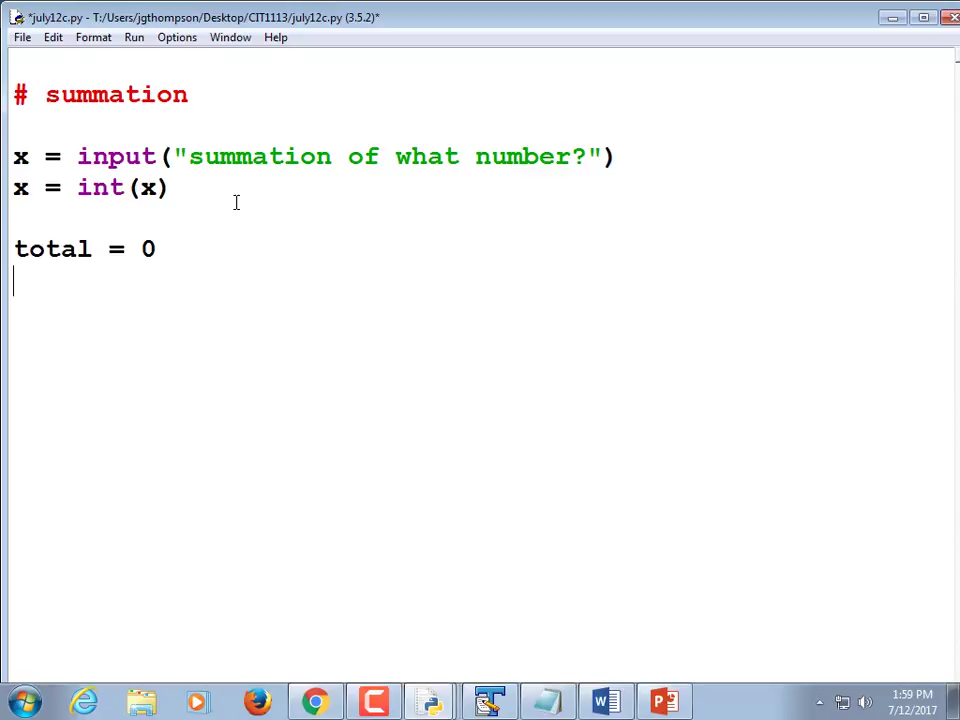 *july12c.py - T:/Users/jgthompson/Desktop/CIT1113/july12c.py (3.5.2)*
File Edit Format Run Options Window Help
# summation
x = input("summation of what number?")
x = int(x)
total = 0
1:59 PM
7/12/2017